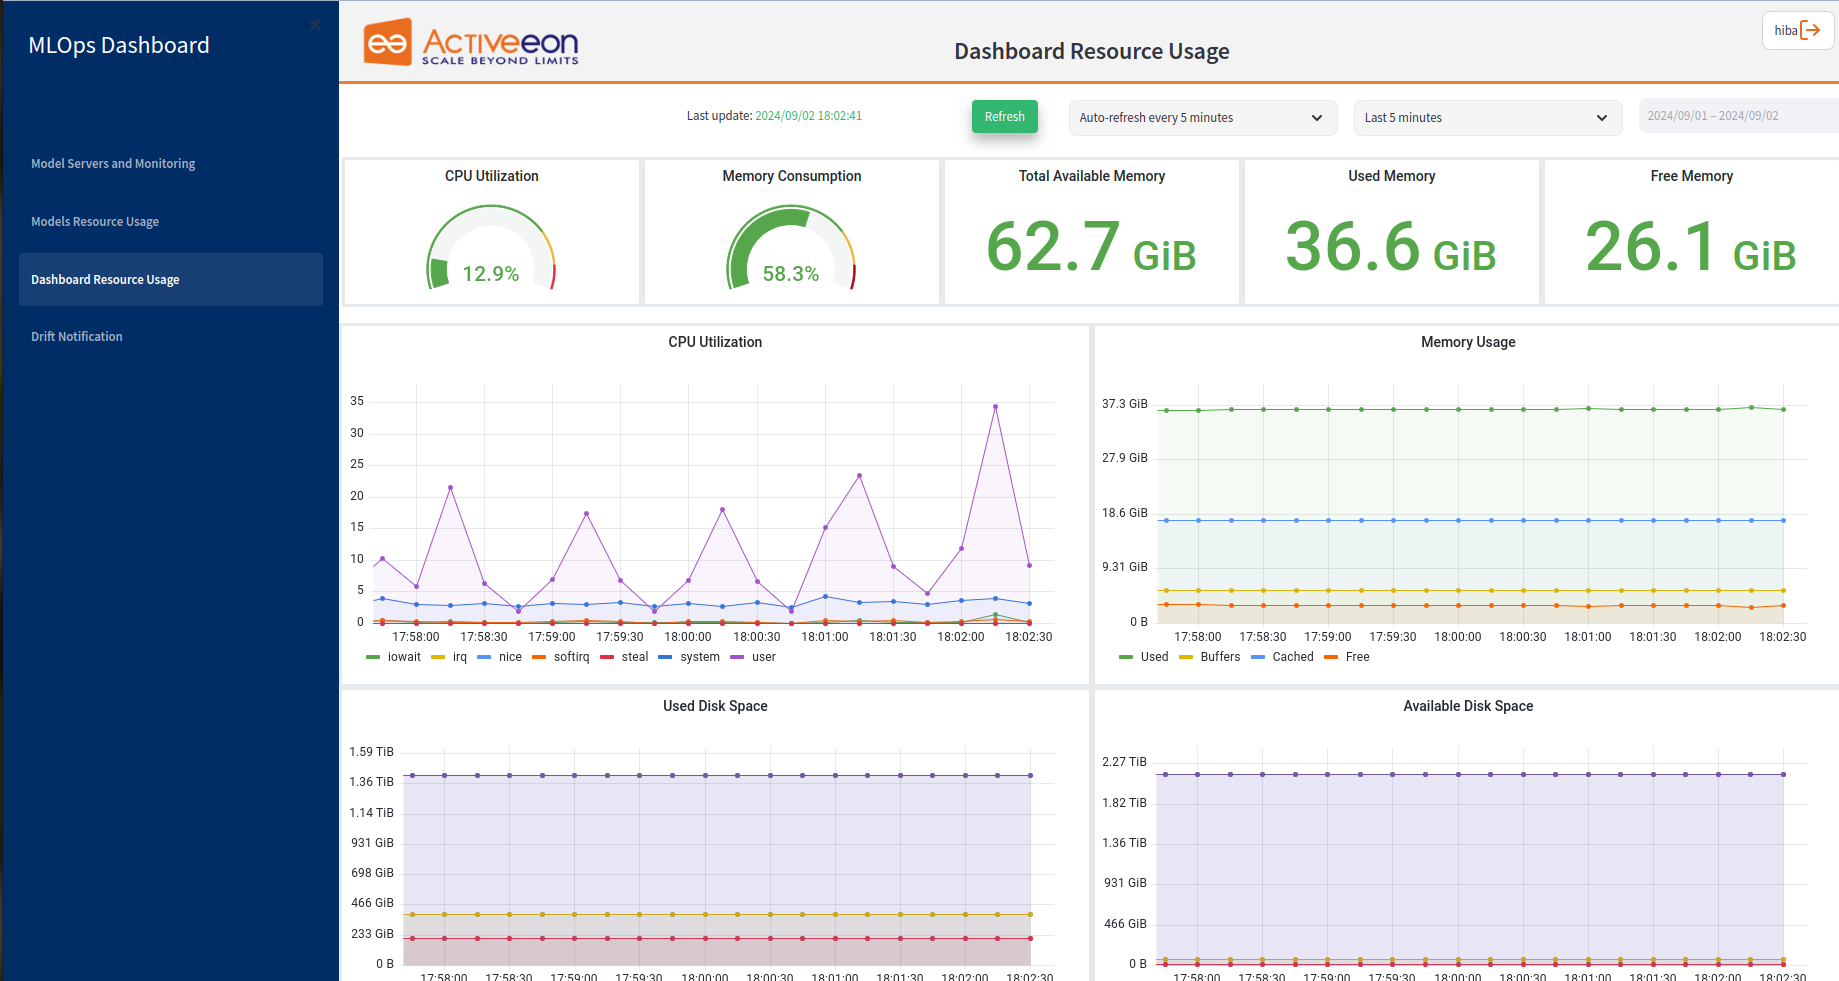 MLOps Dashboard
Model Servers and Monitoring
Models Resource Usage
Dashboard Resource Usage
Drift Notification
Activeeon
SCALE BEYOND LIMITS
Dashboard Resource Usage
hiba
Last update: 2024/09/02 18:02:41
Refresh
Auto-refresh every 5 minutes
Last 5 minutes
2024/09/01 – 2024/09/02
CPU Utilization
12.9%
Memory Consumption
58.3%
Total Available Memory
62.7 GiB
Used Memory
36.6 GiB
Free Memory
26.1 GiB
CPU Utilization
35
30
25
20
15
10
5
0
17:58:00 17:58:30 17:59:00 17:59:30 18:00:00 18:00:30 18:01:00 18:01:30 18:02:00 18:02:30
iowait irq nice softirq steal system user
Memory Usage
37.3 GiB
27.9 GiB
18.6 GiB
9.31 GiB
0 B
17:58:00 17:58:30 17:59:00 17:59:30 18:00:00 18:00:30 18:01:00 18:01:30 18:02:00 18:02:30
Used Buffers Cached Free
Used Disk Space
1.59 TiB
1.36 TiB
1.14 TiB
931 GiB
698 GiB
466 GiB
233 GiB
0 B
17:58:00 17:58:30 17:59:00 17:59:30 18:00:00 18:00:30 18:01:00 18:01:30 18:02:00 18:02:30
Available Disk Space
2.27 TiB
1.82 TiB
1.36 TiB
931 GiB
466 GiB
0 B
17:58:00 17:58:30 17:59:00 17:59:30 18:00:00 18:00:30 18:01:00 18:01:30 18:02:00 18:02:30